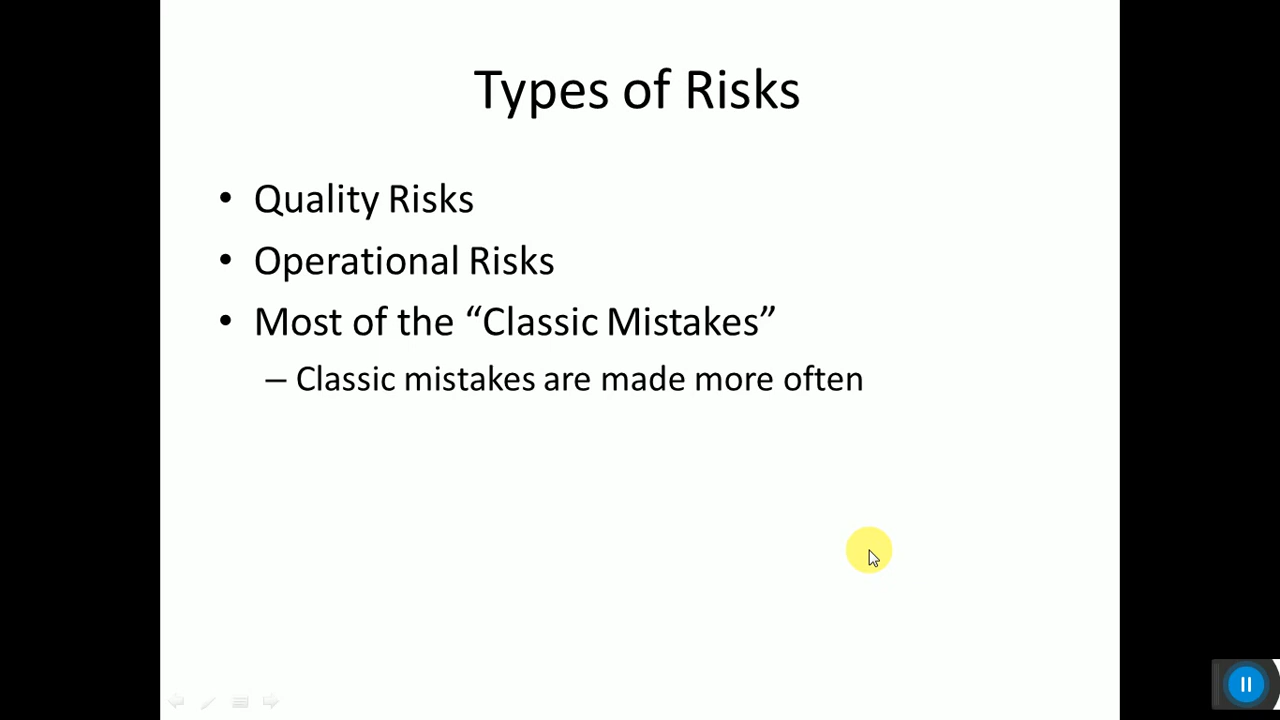 Types of Risks
• Quality Risks
• Operational Risks
• Most of the “Classic Mistakes”
– Classic mistakes are made more often